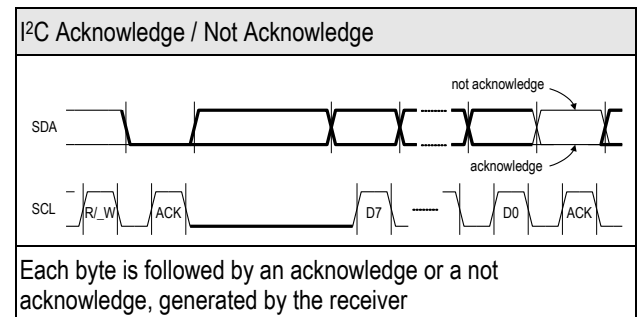 I²C Acknowledge / Not Acknowledge
not acknowledge
SDA
acknowledge
SCL R/_W ACK D7 D0 ACK
Each byte is followed by an acknowledge or a not
acknowledge, generated by the receiver